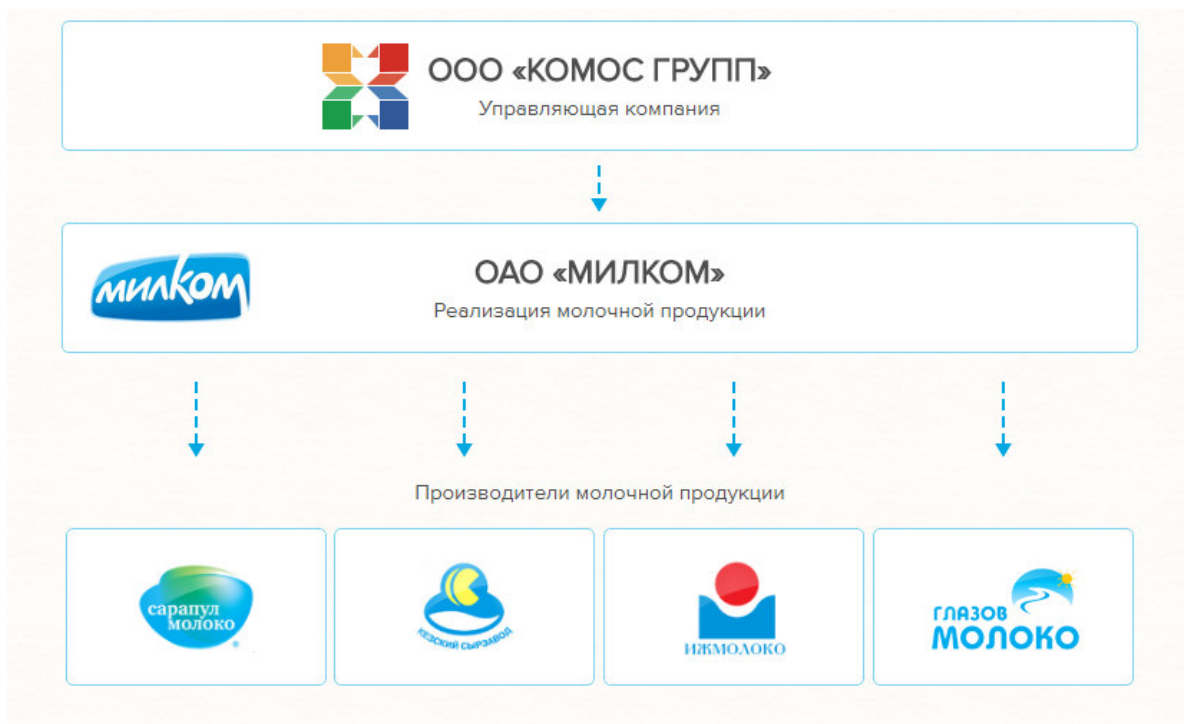 ООО «КОМОС ГРУПП»
Управляющая компания
милком
ОАО «МИЛКОМ»
Реализация молочной продукции
Производители молочной продукции
сарапул
молоко
КЕЗСКИЙ СЫРЗАВОД
ИЖМОЛОКО
ГЛАЗОВ
МОЛОКО